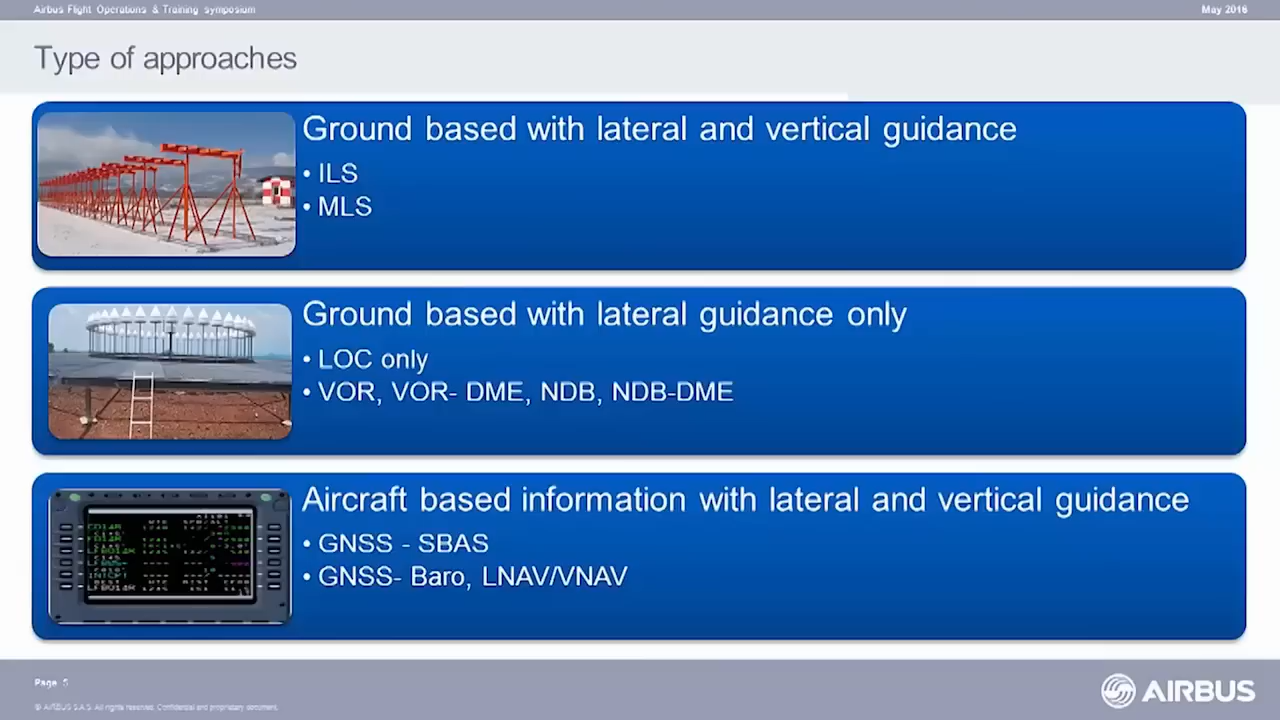 Airbus Flight Operations & Training symposium
May 2016
Type of approaches
Ground based with lateral and vertical guidance
• ILS
• MLS
Ground based with lateral guidance only
• LOC only
• VOR, VOR- DME, NDB, NDB-DME
Aircraft based information with lateral and vertical guidance
• GNSS - SBAS
• GNSS- Baro, LNAV/VNAV
Page 5
© AIRBUS S.A.S. All rights reserved. Confidential and proprietary document.
AIRBUS